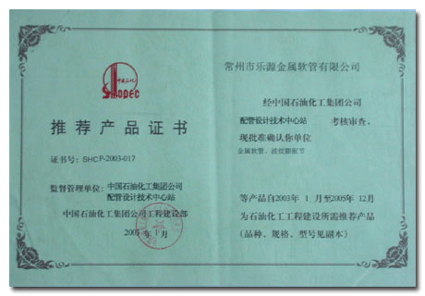 SINOPEC
推荐产品证书
证书号: SHCP-2003-017
监督管理单位: 中国石油化工集团公司
配管设计技术中心站
中国石油化工集团公司工程建设部
2003年1月
常州市乐源金属软管有限公司
经中国石油化工集团公司
配管设计技术中心站 考核审查,
现批准确认你单位
金属软管、波纹膨胀节
等产品自2003年 1 月至2005年 12月
为石油化工工程建设所需推荐产品
(品种、规格、型号见副本)